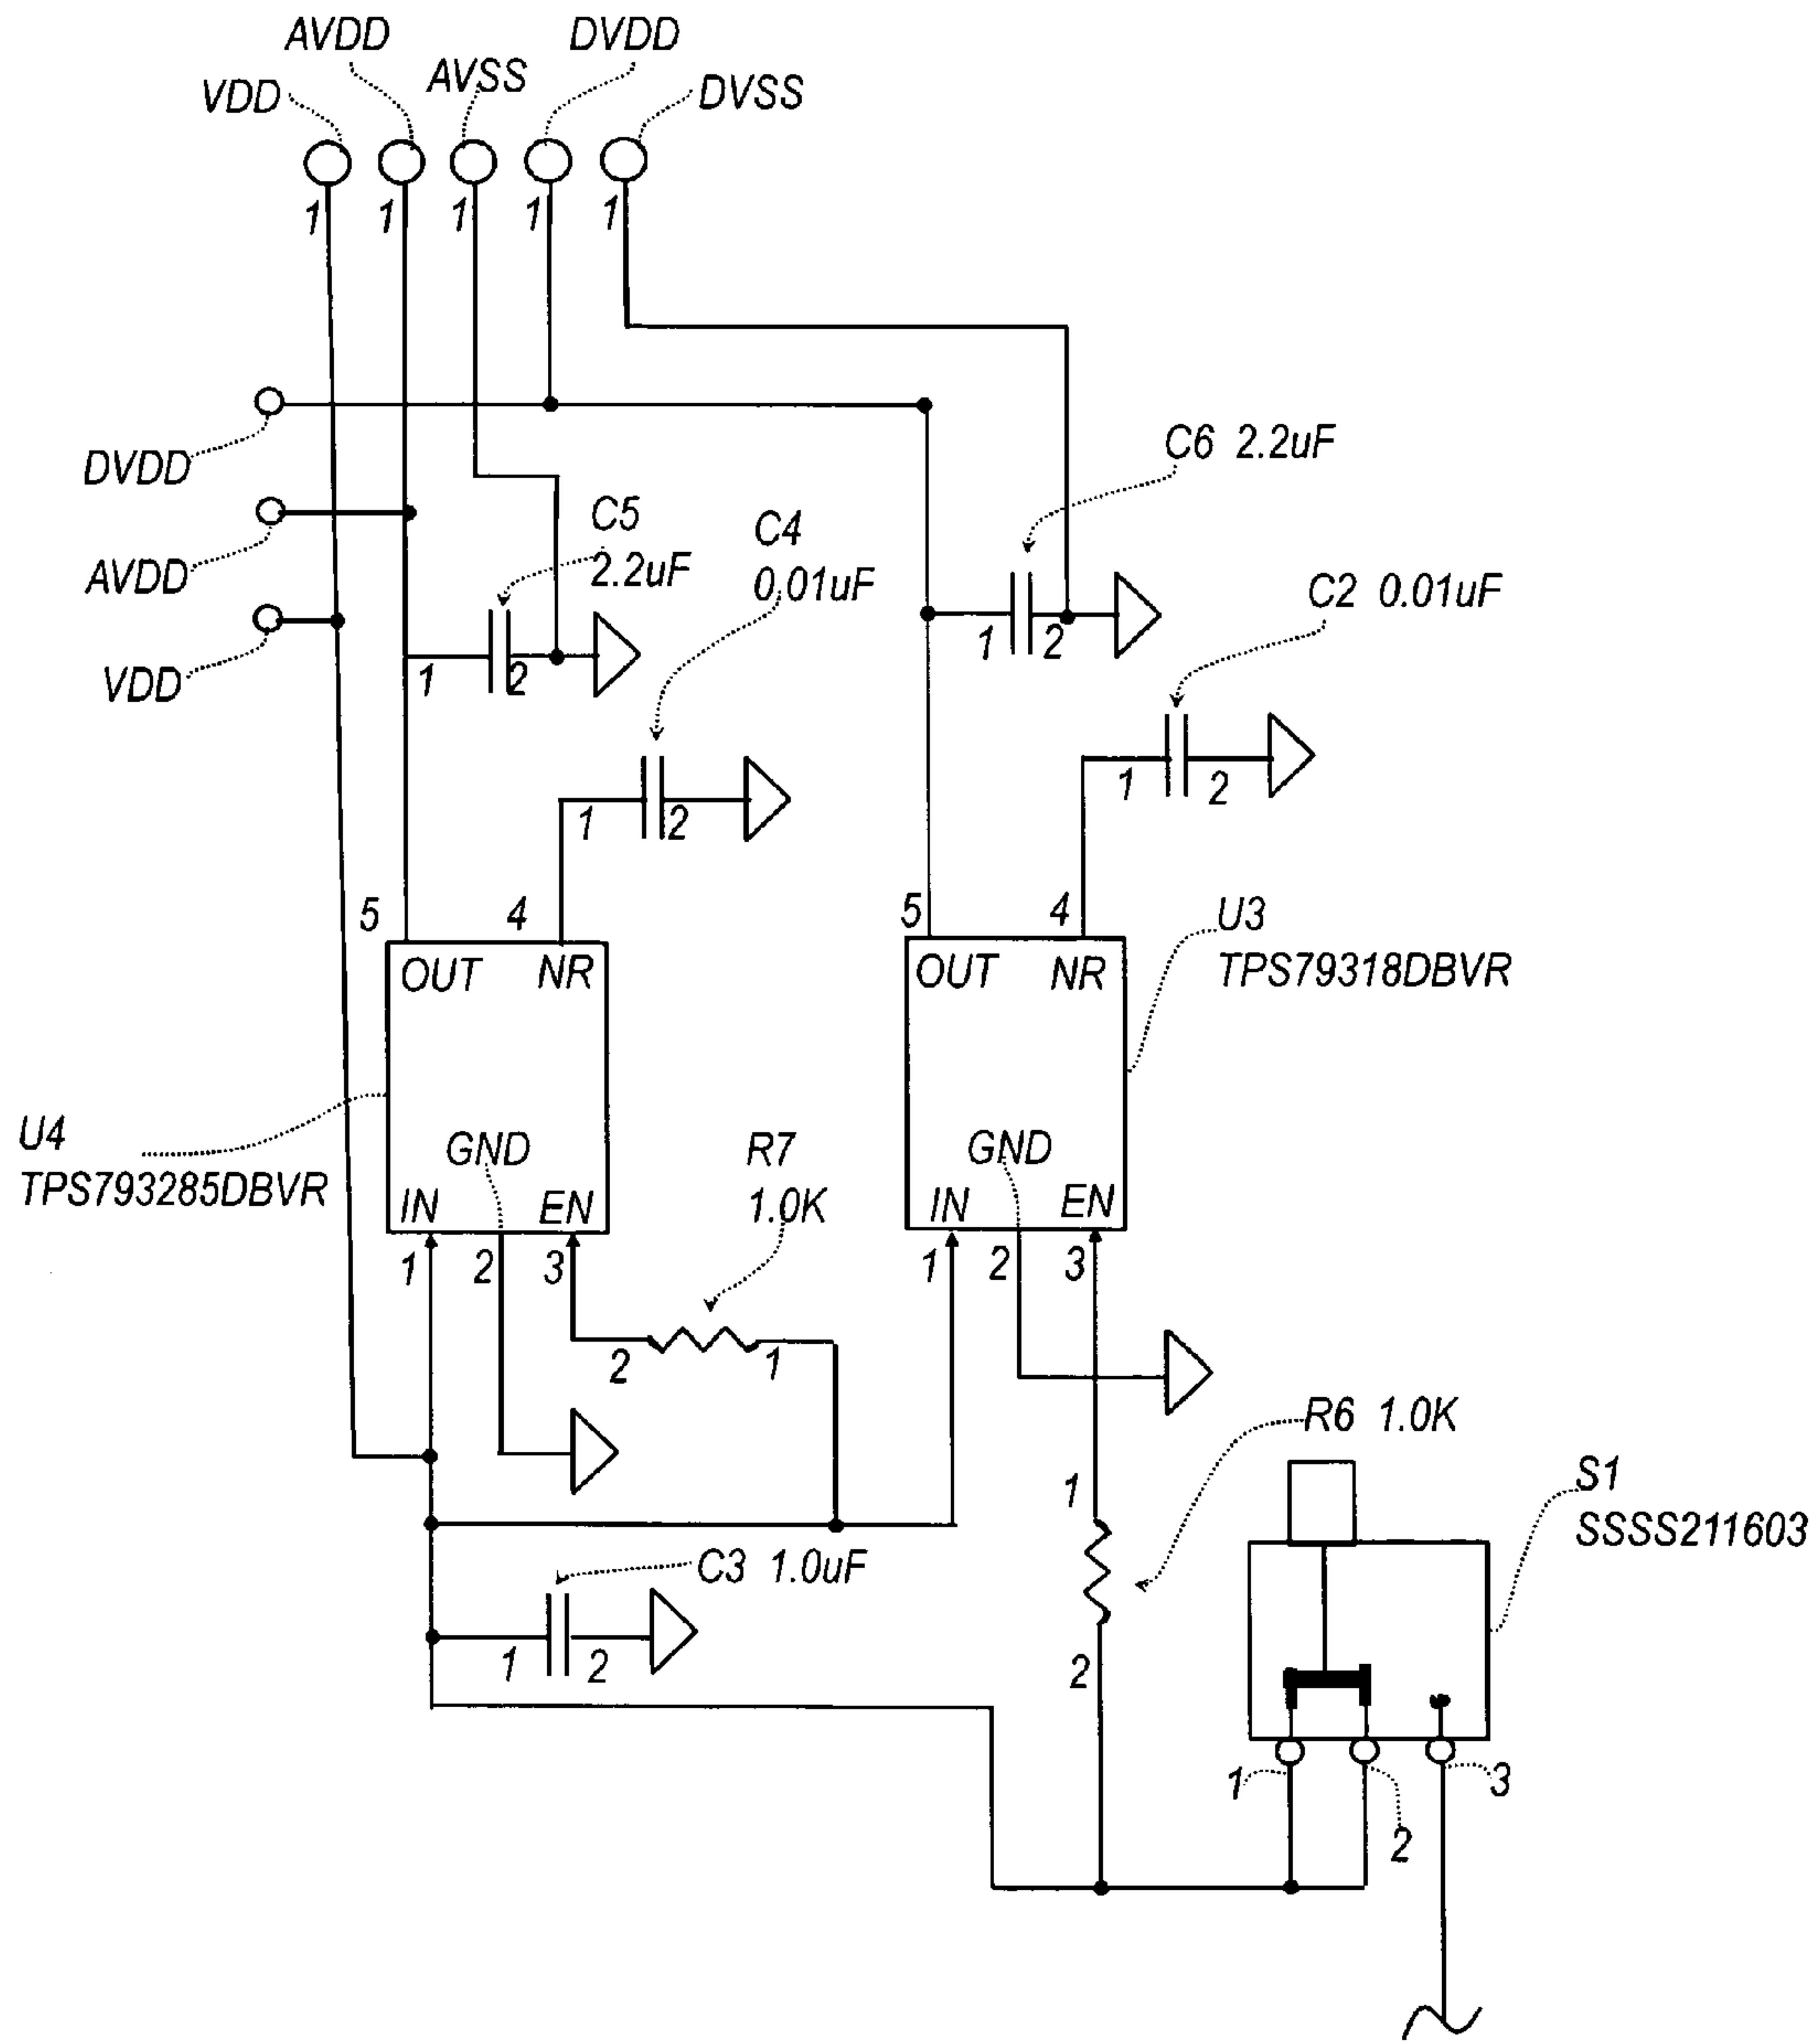 AVDD
DVDD
VDD
AVSS
DVSS
1
1
1
1
1
DVDD
C6 2.2uF
C5
2.2uF
C4
0.01uF
AVDD
C2 0.01uF
VDD
1
2
1
2
1
2
1
2
5
4
5
4
U3
TPS79318DBVR
OUT
NR
OUT
NR
U4
TPS793285DBVR
GND
IN
EN
R7
1.0K
GND
IN
EN
1
2
3
1
2
3
2
1
R6 1.0K
1
S1
SSSS211603
C3 1.0uF
1
2
2
1
2
3